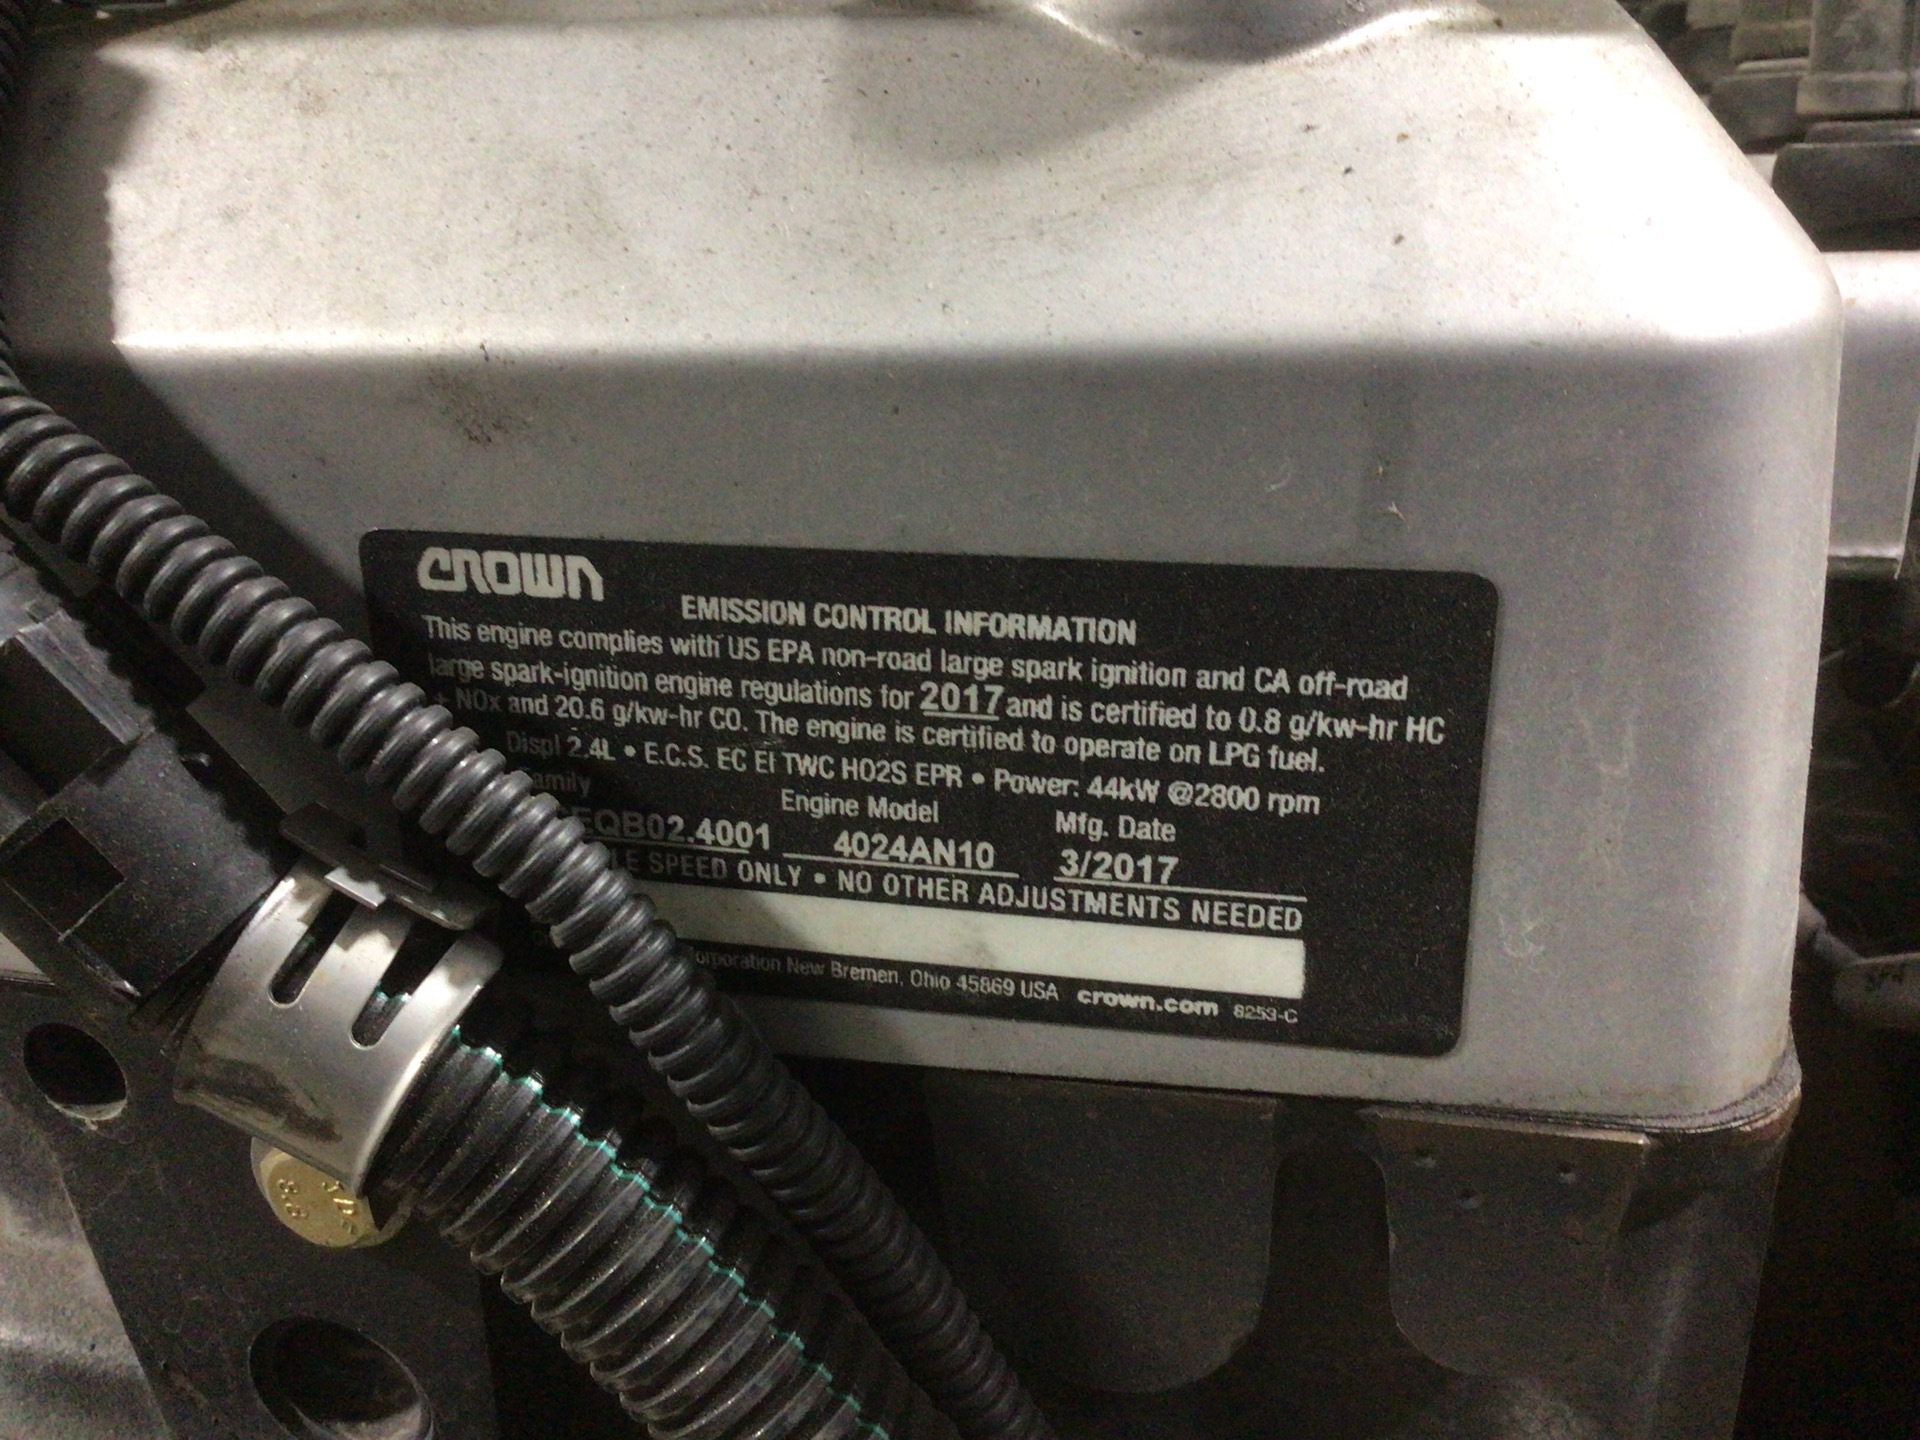 CROWN
EMISSION CONTROL INFORMATION
This engine complies with US EPA non-road large spark ignition and CA off-road
large spark-ignition engine regulations for 2017 and is certified to 0.8 g/kw-hr HC
+ NOx and 20.6 g/kw-hr CO. The engine is certified to operate on LPG fuel.
Displ 2.4L • E.C.S. EC EI TWC HO2S EPR • Power: 44kW @2800 rpm
Family Engine Model Mfg. Date
EQB02.4001 4024AN10 3/2017
SPEED ONLY • NO OTHER ADJUSTMENTS NEEDED
orporation New Bremen, Ohio 45869 USA crown.com 8253-C
8.8